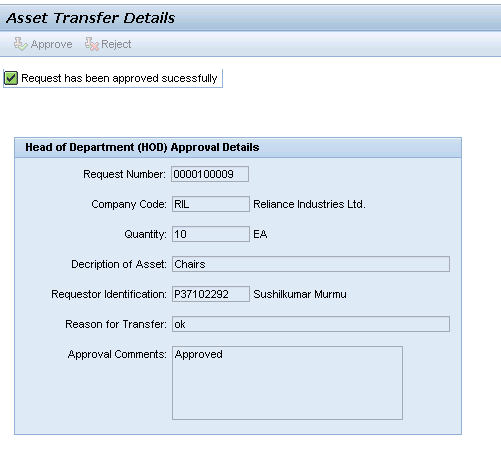 Asset Transfer Details
Approve Reject
Request has been approved sucessfully
Head of Department (HOD) Approval Details
Request Number: 0000100009
Company Code: RIL Reliance Industries Ltd.
Quantity: 10 EA
Decription of Asset: Chairs
Requestor Identification: P37102292 Sushilkumar Murmu
Reason for Transfer: ok
Approval Comments: Approved